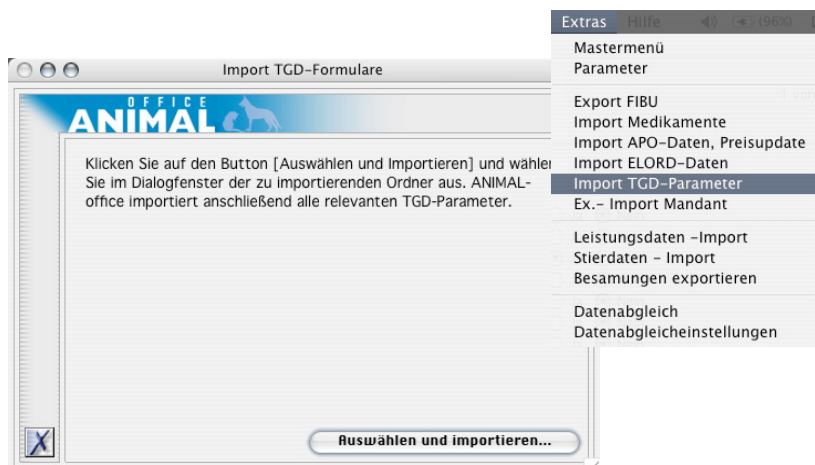 Extras Hilfe (96%)
Mastermenü
Parameter
Export FIBU
Import Medikamente
Import APO-Daten, Preisupdate
Import ELORD-Daten
Import TGD-Parameter
Ex.- Import Mandant
Leistungsdaten -Import
Stierdaten - Import
Besamungen exportieren
Datenabgleich
Datenabgleicheinstellungen
Import TGD-Formulare
OFFICE
ANIMAL
Klicken Sie auf den Button [Auswählen und Importieren] und wählen
Sie im Dialogfenster der zu importierenden Ordner aus. ANIMAL-
office importiert anschließend alle relevanten TGD-Parameter.
X
Auswählen und importieren...